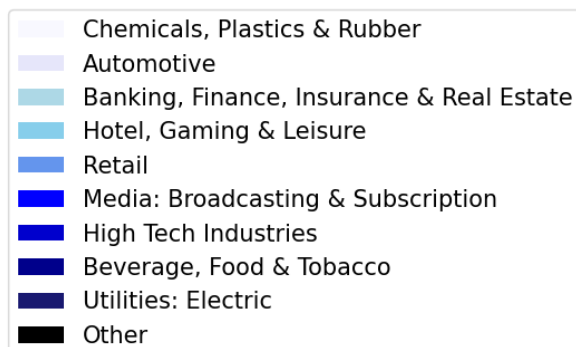 Chemicals, Plastics & Rubber
Automotive
Banking, Finance, Insurance & Real Estate
Hotel, Gaming & Leisure
Retail
Media: Broadcasting & Subscription
High Tech Industries
Beverage, Food & Tobacco
Utilities: Electric
Other